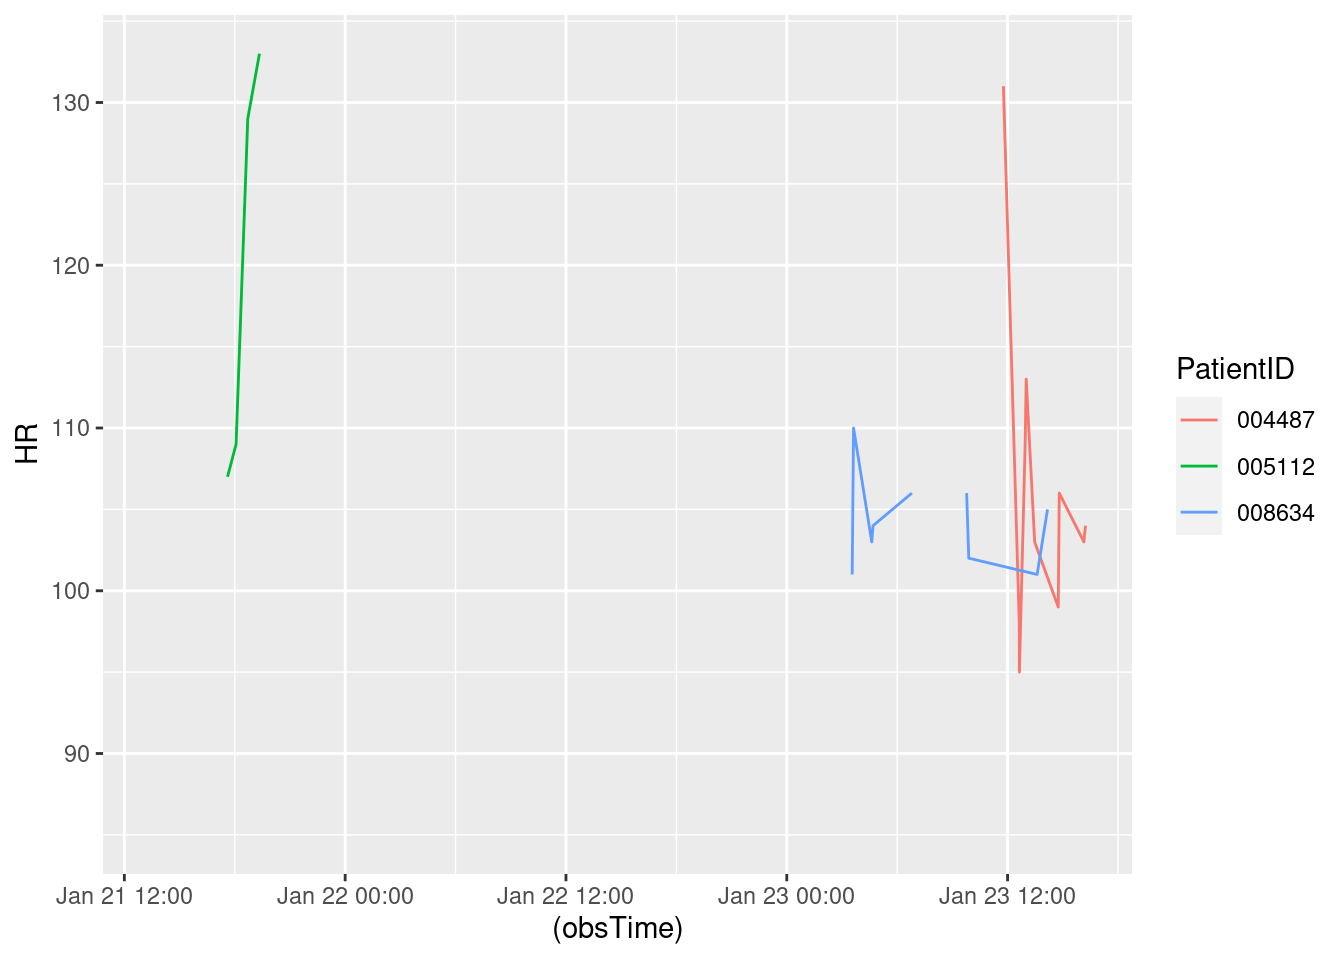 130
120
110
100
90
HR
Jan 21 12:00
Jan 22 00:00
Jan 22 12:00
Jan 23 00:00
Jan 23 12:00
(obsTime)
PatientID
004487
005112
008634